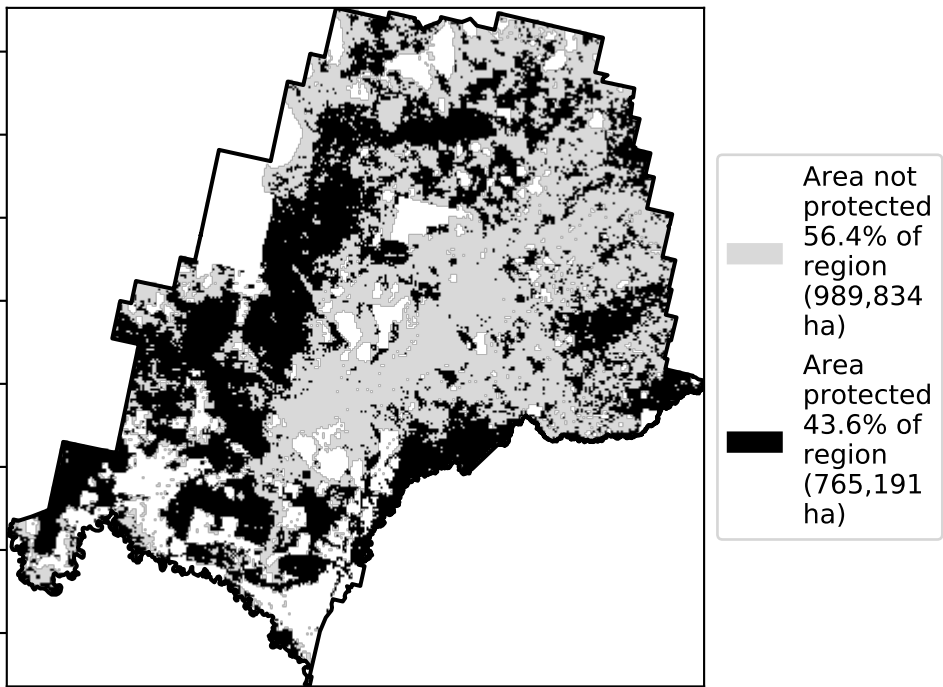 Area not
protected
56.4% of
region
(989,834
ha)
Area
protected
43.6% of
region
(765,191
ha)